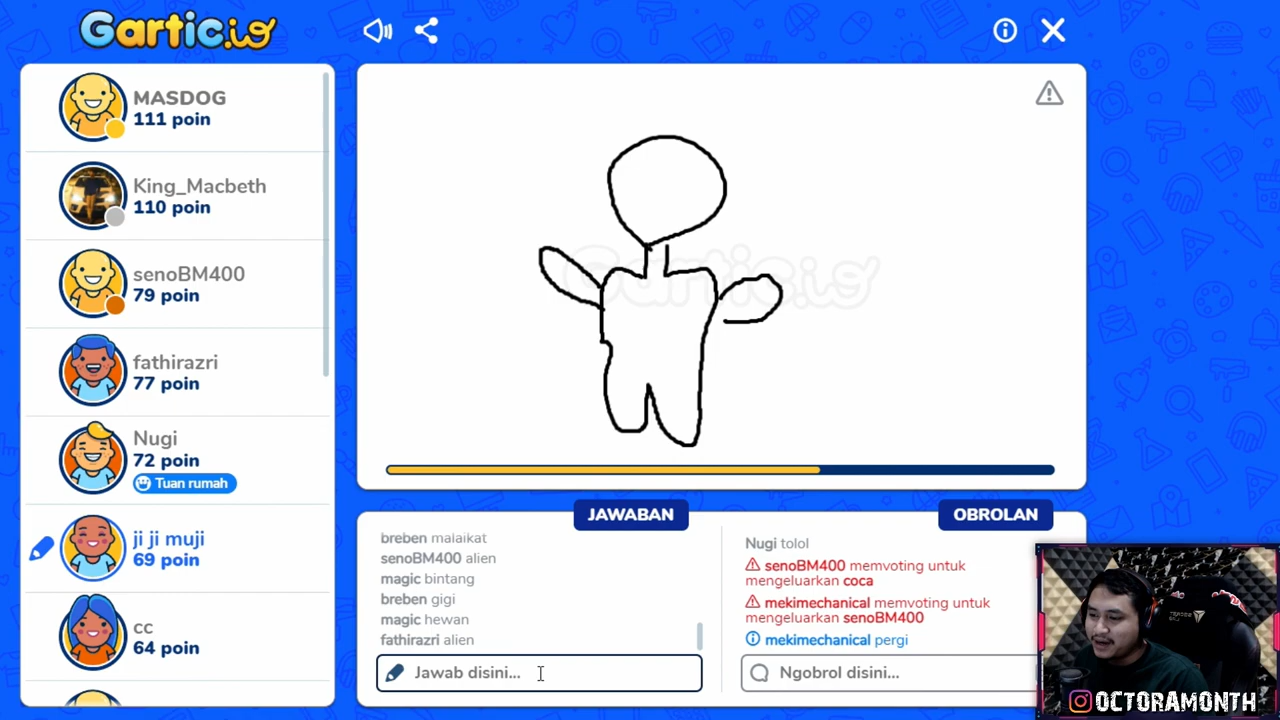 Gartic.io
MASDOG
111 poin
King_Macbeth
110 poin
senoBM400
79 poin
fathirazri
77 poin
Nugi
72 poin
Tuan rumah
ji ji muji
69 poin
cc
64 poin
Gartic.io
JAWABAN
breben malaikat
senoBM400 alien
magic bintang
breben gigi
magic hewan
fathirazri alien
Jawab disini...
OBROLAN
Nugi tolol
senoBM400 memvoting untuk
mengeluarkan coca
mekimechanical memvoting untuk
mengeluarkan senoBM400
mekimechanical pergi
Ngobrol disini...
OCTORAMONTH